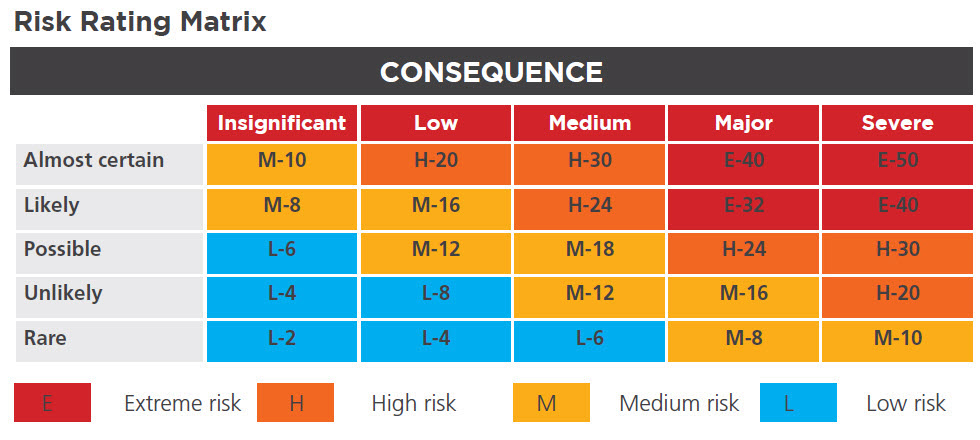 Risk Rating Matrix
CONSEQUENCE
Insignificant Low Medium Major Severe
Almost certain M-10 H-20 H-30 E-40 E-50
Likely M-8 M-16 H-24 E-32 E-40
Possible L-6 M-12 M-18 H-24 H-30
Unlikely L-4 L-8 M-12 M-16 H-20
Rare L-2 L-4 L-6 M-8 M-10
E Extreme risk H High risk M Medium risk L Low risk